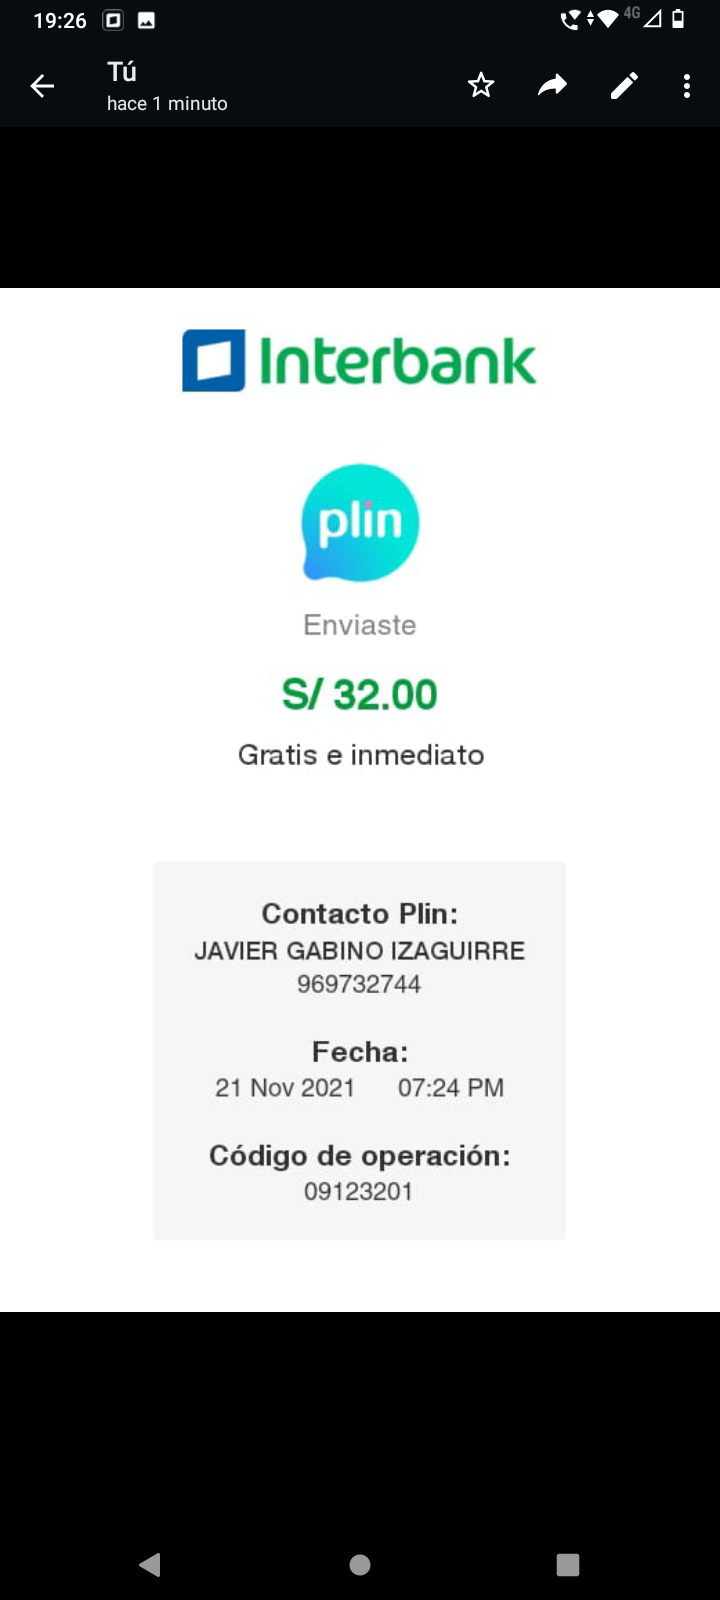 19:26
4G
Tú
hace 1 minuto
Interbank
plin
Enviaste
S/ 32.00
Gratis e inmediato
Contacto Plin:
JAVIER GABINO IZAGUIRRE
969732744
Fecha:
21 Nov 2021 07:24 PM
Código de operación:
09123201